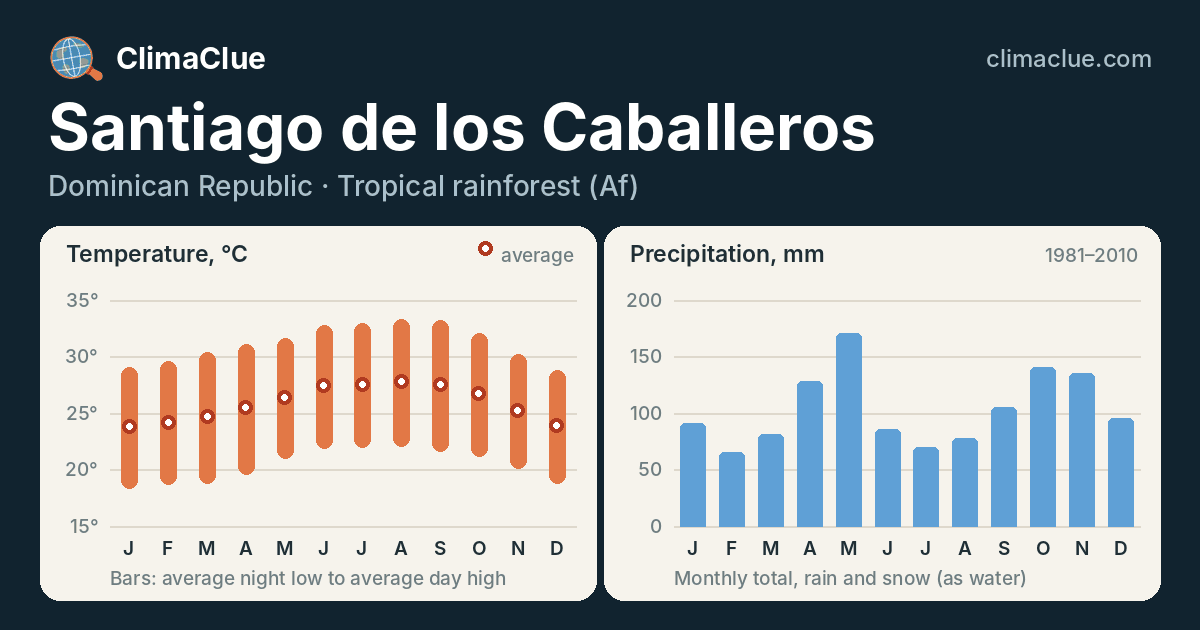 ClimaClue
climaclue.com
Santiago de los Caballeros
Dominican Republic · Tropical rainforest (Af)
Temperature, °C
average
35°
30°
25°
20°
15°
J F M A M J J A S O N D
Bars: average night low to average day high
Precipitation, mm
1981–2010
200
150
100
50
0
J F M A M J J A S O N D
Monthly total, rain and snow (as water)